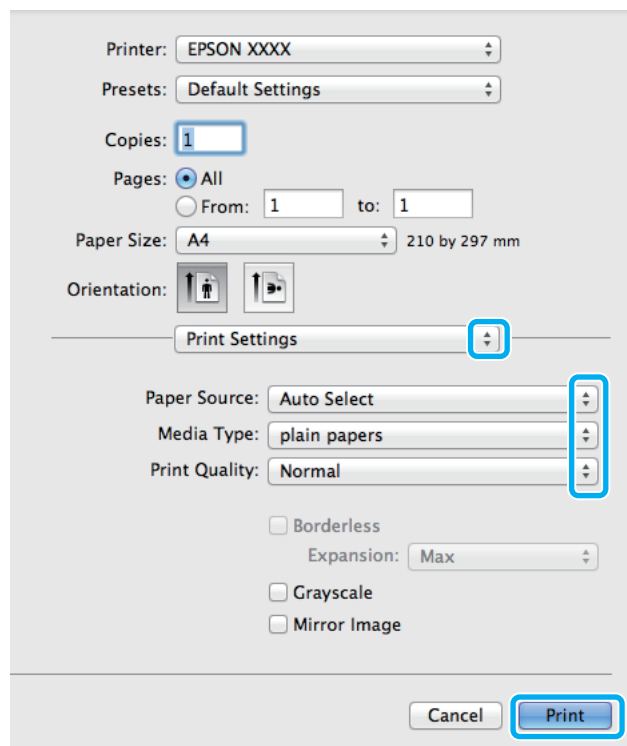 Printer: EPSON XXXX
Presets: Default Settings
Copies: 1
Pages: All
From: 1 to: 1
Paper Size: A4 210 by 297 mm
Orientation:
Print Settings
Paper Source: Auto Select
Media Type: plain papers
Print Quality: Normal
Borderless
Expansion: Max
Grayscale
Mirror Image
Cancel Print